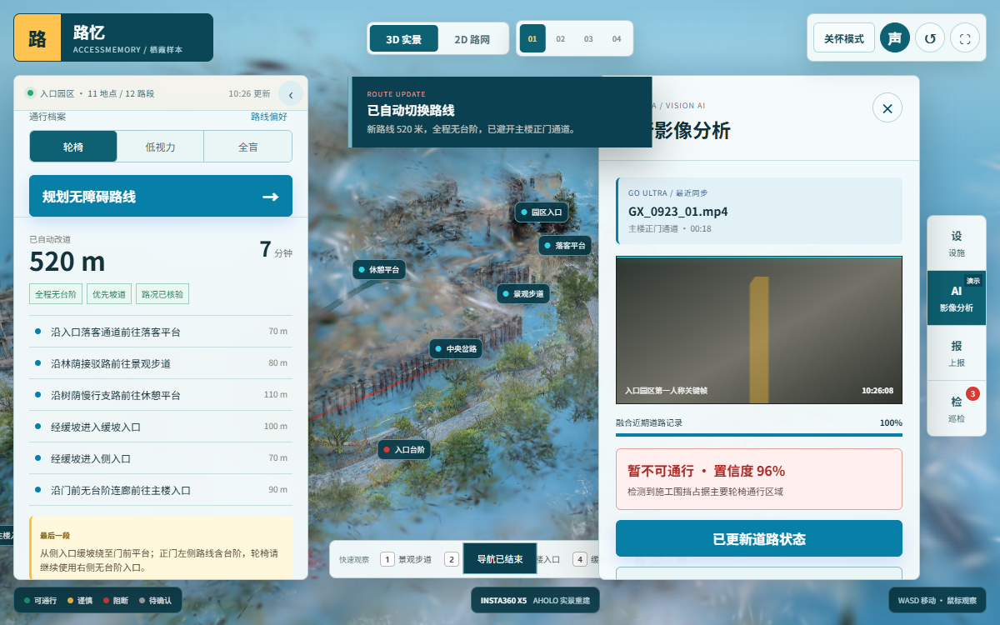 路
路忆
ACCESSMEMORY / 栖霞样本
3D 实景
2D 路网
01
02
03
04
关怀模式
声
入口园区 · 11 地点 / 12 路段
10:26 更新
通行档案
路线偏好
轮椅
低视力
全盲
规划无障碍路线
已自动改道
520 m
7 分钟
全程无台阶
优先坡道
路况已核验
沿入口落客通道前往落客平台
70 m
沿林荫接驳路前往景观步道
80 m
沿树荫慢行支路前往休憩平台
110 m
经缓坡进入缓坡入口
100 m
经缓坡进入侧入口
70 m
沿门前无台阶连廊前往主楼入口
90 m
最后一段
从侧入口缓坡绕至门前平台；正门左侧路线含台阶，轮椅请
继续使用右侧无台阶入口。
可通行
谨慎
阻断
待确认
ROUTE UPDATE
已自动切换路线
新路线 520 米，全程无台阶，已避开主楼正门通道。
园区入口
落客平台
休憩平台
景观步道
中央岔路
入口台阶
快速观察
1 景观步道
2
导航已结束
楼入口
4 缓
INSTA360 X5 AHOLO 实景重建
A / VISION AI
影像分析
GO ULTRA / 最近同步
GX_0923_01.mp4
主楼正门通道 · 00:18
入口园区第一人称关键帧
10:26:08
融合近期道路记录
100%
暂不可通行 · 置信度 96%
检测到施工围挡占据主要轮椅通行区域
已更新道路状态
设
设施
演示
AI
影像分析
报
上报
3
检
巡检
WASD 移动 · 鼠标观察